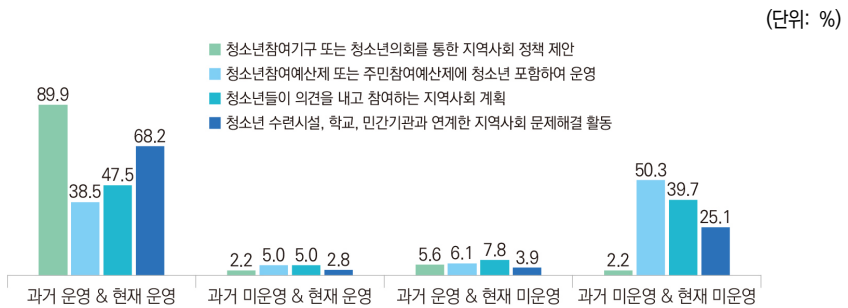 (단위: %)
청소년참여기구 또는 청소년의회를 통한 지역사회 정책 제안
청소년참여예산제 또는 주민참여예산제에 청소년 포함하여 운영
청소년들이 의견을 내고 참여하는 지역사회 계획
청소년 수련시설, 학교, 민간기관과 연계한 지역사회 문제해결 활동
89.9
38.5
47.5
68.2
2.2
5.0
5.0
2.8
5.6
6.1
7.8
3.9
2.2
50.3
39.7
25.1
과거 운영 & 현재 운영
과거 미운영 & 현재 운영
과거 운영 & 현재 미운영
과거 미운영 & 현재 미운영